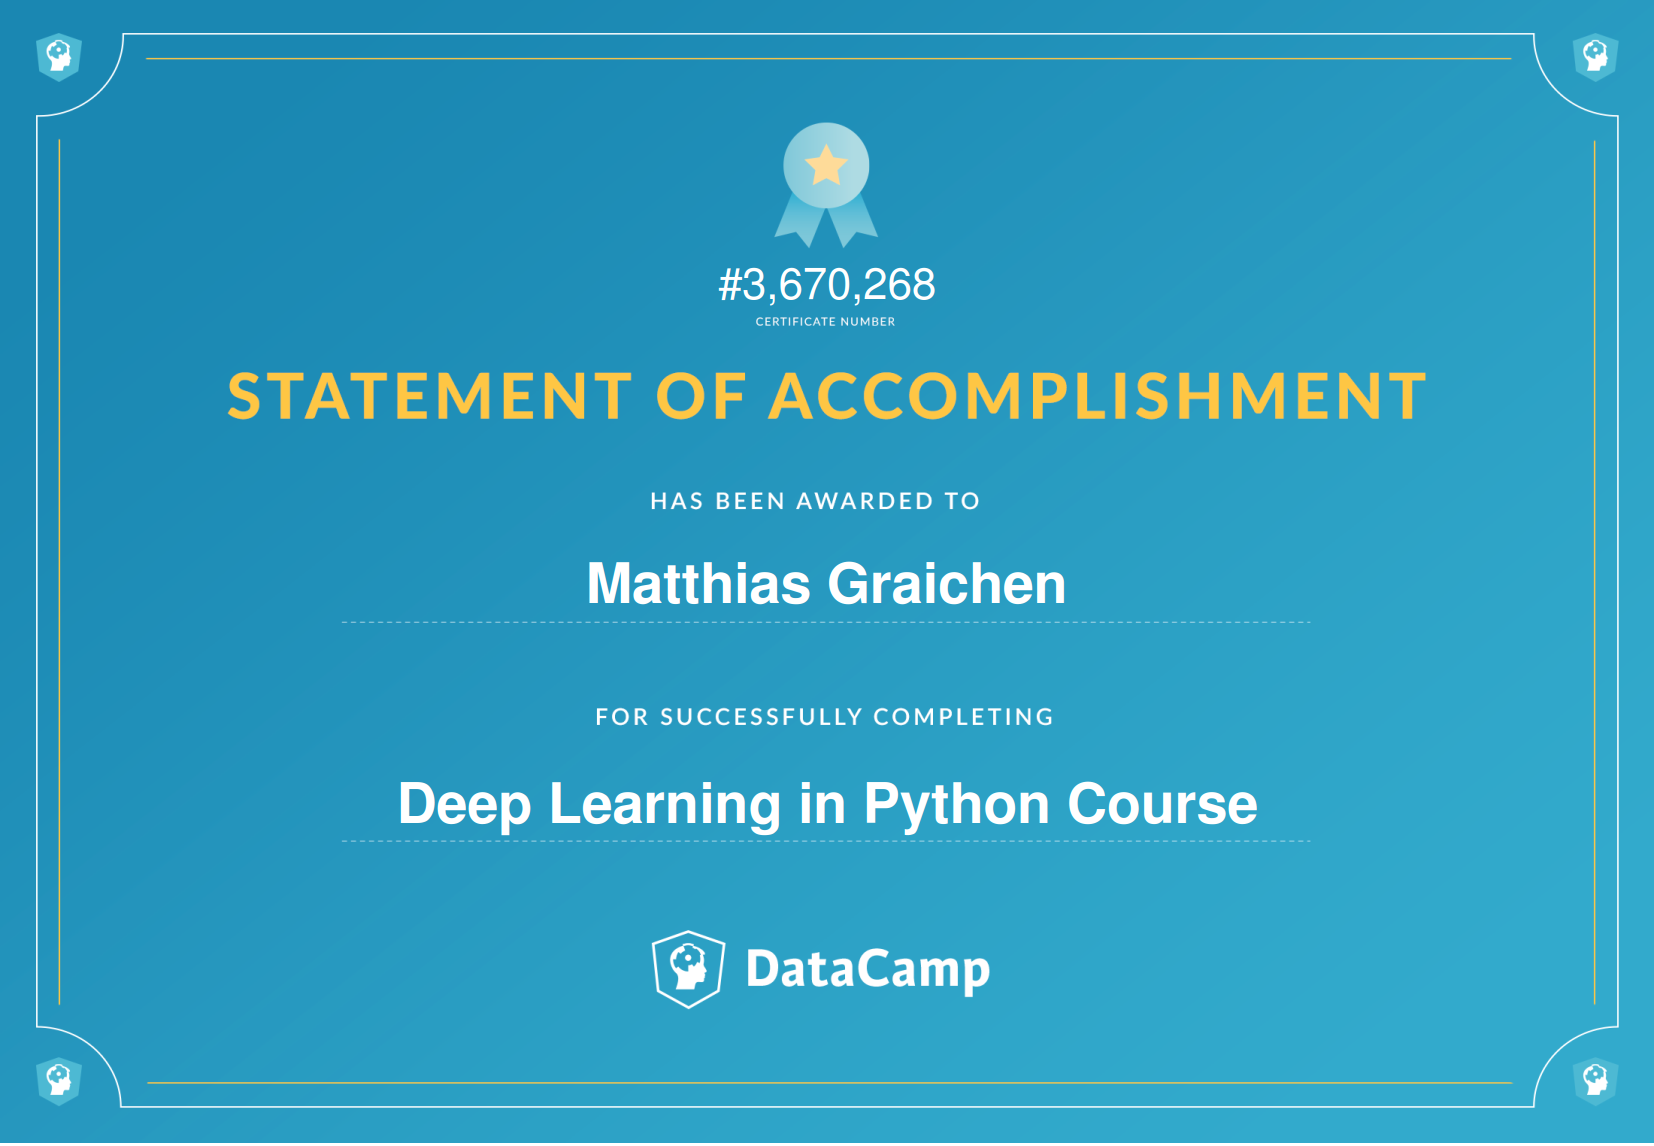 #3,670,268
CERTIFICATE NUMBER
STATEMENT OF ACCOMPLISHMENT
HAS BEEN AWARDED TO
Matthias Graichen
FOR SUCCESSFULLY COMPLETING
Deep Learning in Python Course
DataCamp